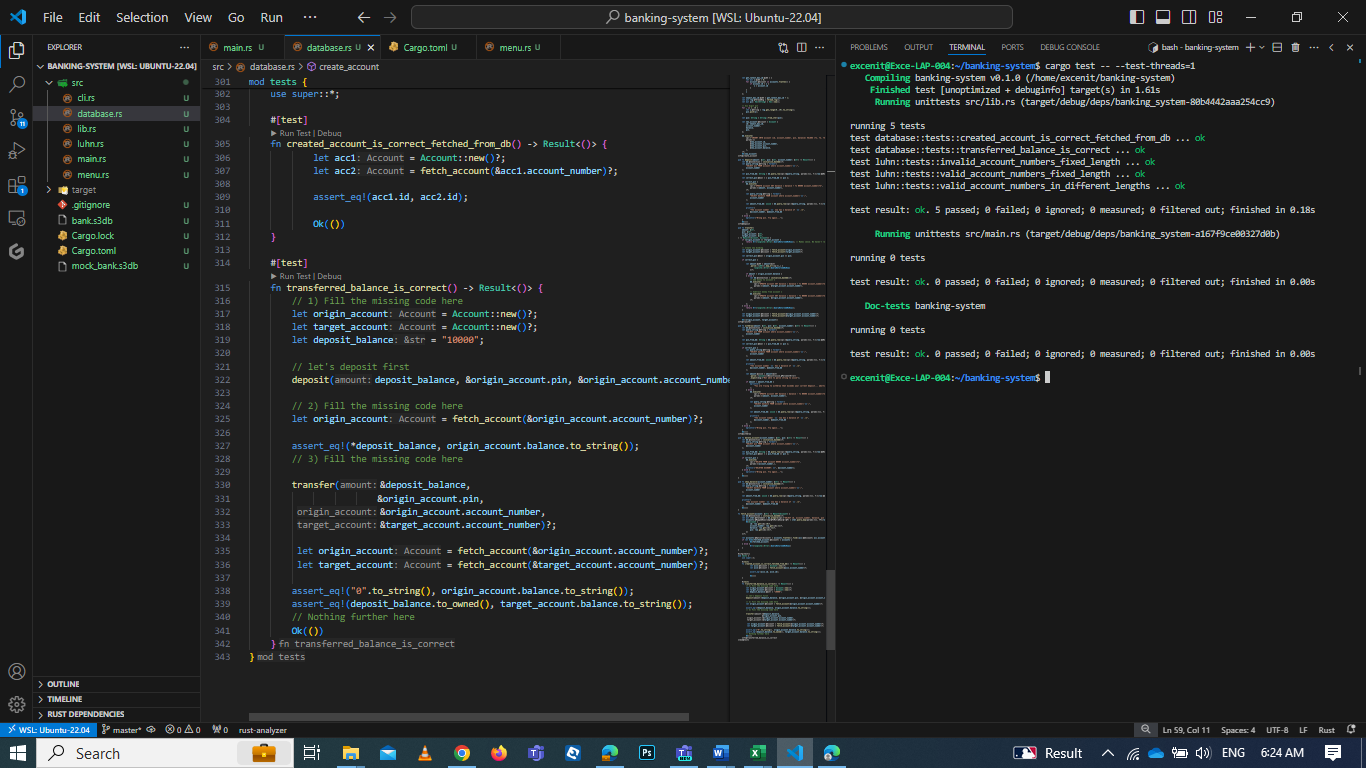 File Edit Selection View Go Run ··· banking-system [WSL: Ubuntu-22.04]
EXPLORER ···
BANKING-SYSTEM [WSL: UBUNTU-22.04]
src
cli.rs U
database.rs U
lib.rs U
luhn.rs U
main.rs U
menu.rs U
target
.gitignore U
bank.s3db U
Cargo.lock U
Cargo.toml U
mock_bank.s3db U
OUTLINE
TIMELINE
RUST DEPENDENCIES
11
1
main.rs U database.rs U Cargo.toml U menu.rs U
src > database.rs > create_account
301 mod tests {
302 use super::*;
303
304 #[test]
Run Test | Debug
305 fn created_account_is_correct_fetched_from_db() -> Result<()> {
306 let acc1: Account = Account::new()?;
307 let acc2: Account = fetch_account(&acc1.account_number)?;
308
309 assert_eq!(acc1.id, acc2.id);
310
311 Ok(())
312 }
313
314 #[test]
Run Test | Debug
315 fn transferred_balance_is_correct() -> Result<()> {
316 // 1) Fill the missing code here
317 let origin_account: Account = Account::new()?;
318 let target_account: Account = Account::new()?;
319 let deposit_balance: &str = "10000";
320
321 // let's deposit first
322 deposit(amount: deposit_balance, &origin_account.pin, &origin_account.account_numbe
323
324 // 2) Fill the missing code here
325 let origin_account: Account = fetch_account(&origin_account.account_number)?;
326
327 assert_eq!(*deposit_balance, origin_account.balance.to_string());
328 // 3) Fill the missing code here
329
330 transfer(amount: &deposit_balance,
331 &origin_account.pin,
332 origin_account: &origin_account.account_number,
333 target_account: &target_account.account_number)?;
334
335 let origin_account: Account = fetch_account(&origin_account.account_number)?;
336 let target_account: Account = fetch_account(&target_account.account_number)?;
337
338 assert_eq!("0".to_string(), origin_account.balance.to_string());
339 assert_eq!(deposit_balance.to_owned(), target_account.balance.to_string());
340 // Nothing further here
341 Ok(())
342 } fn transferred_balance_is_correct
343 } mod tests
PROBLEMS OUTPUT TERMINAL PORTS DEBUG CONSOLE bash - banking-system
excenit@Exce-LAP-004:~/banking-system$ cargo test -- --test-threads=1
Compiling banking-system v0.1.0 (/home/excenit/banking-system)
Finished test [unoptimized + debuginfo] target(s) in 1.61s
Running unittests src/lib.rs (target/debug/deps/banking_system-80b4442aaa254cc9)
running 5 tests
test database::tests::created_account_is_correct_fetched_from_db ... ok
test database::tests::transferred_balance_is_correct ... ok
test luhn::tests::invalid_account_numbers_fixed_length ... ok
test luhn::tests::valid_account_numbers_fixed_length ... ok
test luhn::tests::valid_account_numbers_in_different_lengths ... ok
test result: ok. 5 passed; 0 failed; 0 ignored; 0 measured; 0 filtered out; finished in 0.18s
Running unittests src/main.rs (target/debug/deps/banking_system-a167f9ce00327d0b)
running 0 tests
test result: ok. 0 passed; 0 failed; 0 ignored; 0 measured; 0 filtered out; finished in 0.00s
Doc-tests banking-system
running 0 tests
test result: ok. 0 passed; 0 failed; 0 ignored; 0 measured; 0 filtered out; finished in 0.00s
excenit@Exce-LAP-004:~/banking-system$
WSL: Ubuntu-22.04 master* 0 0 0 rust-analyzer Ln 59, Col 11 Spaces: 4 UTF-8 LF Rust
Search Result ENG 6:24 AM